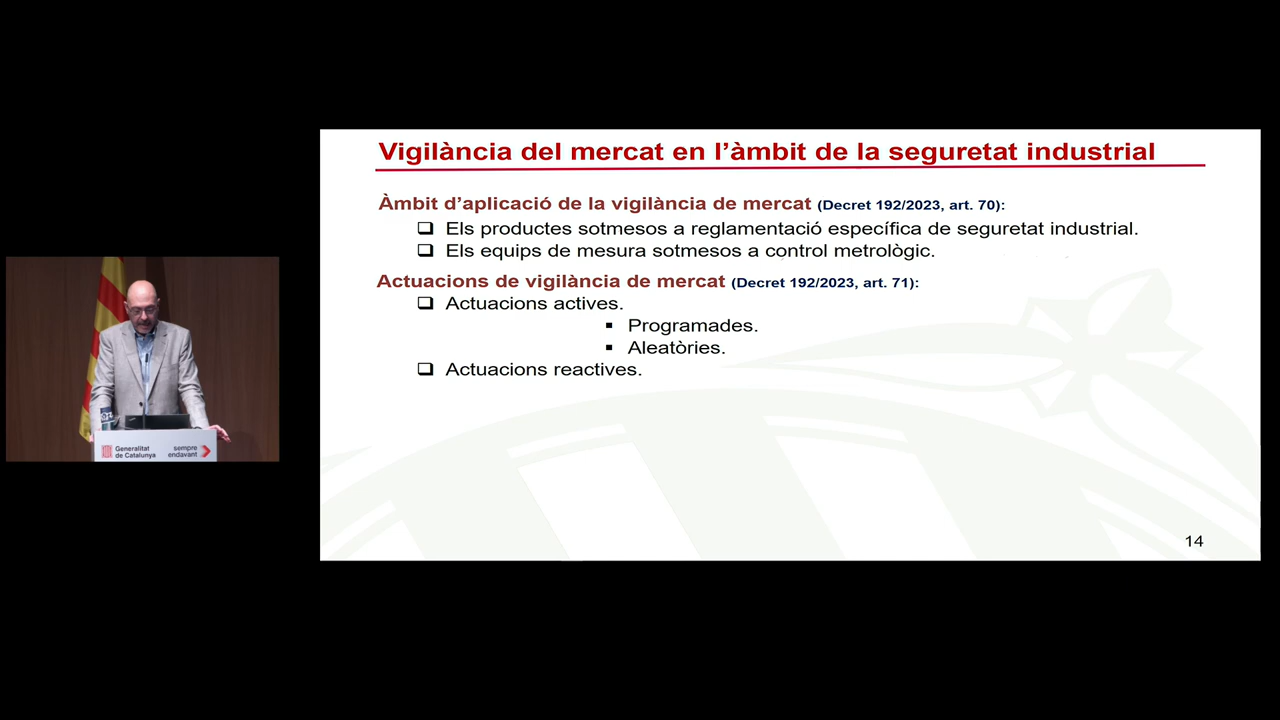 Vigilància del mercat en l'àmbit de la seguretat industrial
Àmbit d'aplicació de la vigilància de mercat (Decret 192/2023, art. 70):
Els productes sotmesos a reglamentació específica de seguretat industrial.
Els equips de mesura sotmesos a control metrològic.
Actuacions de vigilància de mercat (Decret 192/2023, art. 71):
Actuacions actives.
Programades.
Aleatòries.
Actuacions reactives.
14
Generalitat
de Catalunya
sempre
endavant